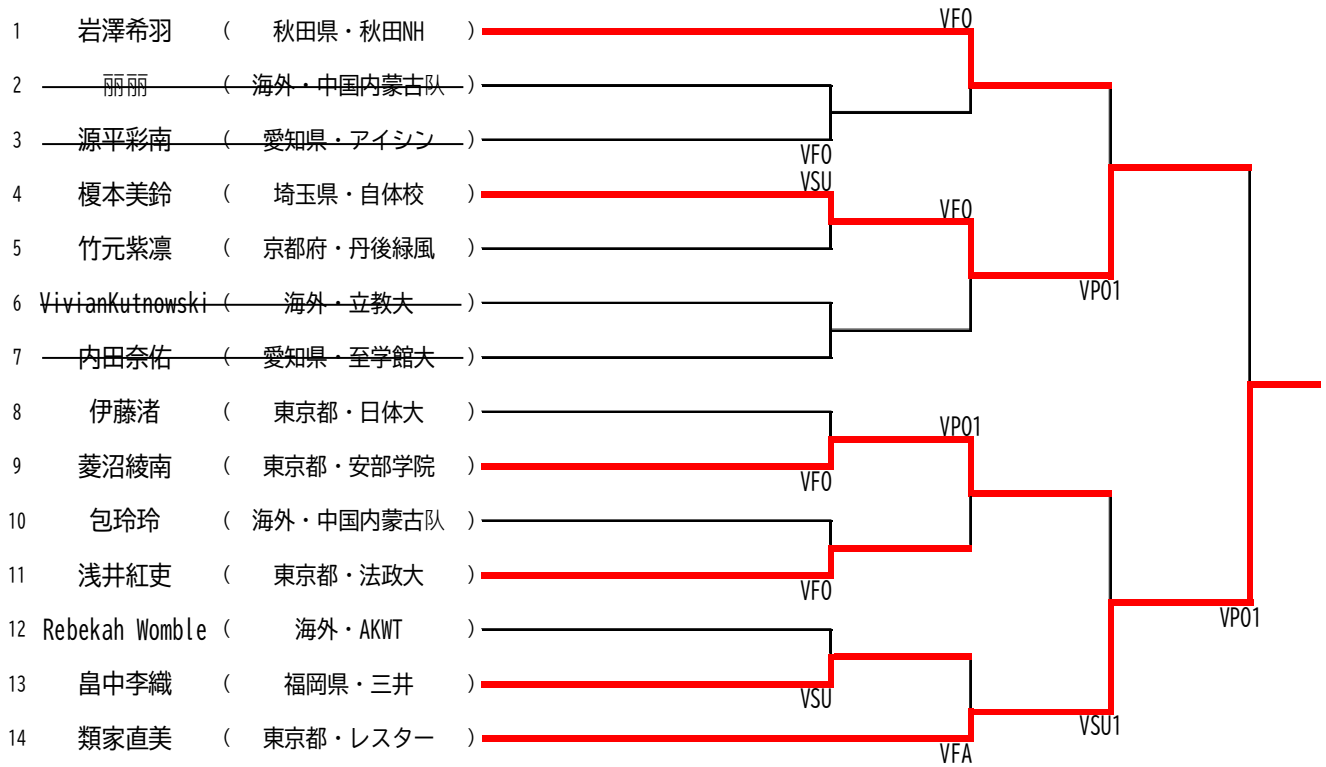 VFO
1 岩澤希羽 ( 秋田県・秋田NH )
2 丽丽 ( 海外・中国内蒙古队 )
3 源平彩南 ( 愛知県・アイシン )
VFO
VSU
4 榎本美鈴 ( 埼玉県・自体校 )
VFO
5 竹元紫凛 ( 京都府・丹後緑風 )
6 VivianKutnowski ( 海外・立教大 )
VPO1
7 内田奈佑 ( 愛知県・至学館大 )
8 伊藤渚 ( 東京都・日体大 )
VPO1
9 菱沼綾南 ( 東京都・安部学院 )
VFO
10 包玲玲 ( 海外・中国内蒙古队 )
11 浅井紅吏 ( 東京都・法政大 )
VFO
12 Rebekah Womble ( 海外・AKWT )
VPO1
13 畠中李織 ( 福岡県・三井 )
VSU
VSU1
14 類家直美 ( 東京都・レスター )
VFA